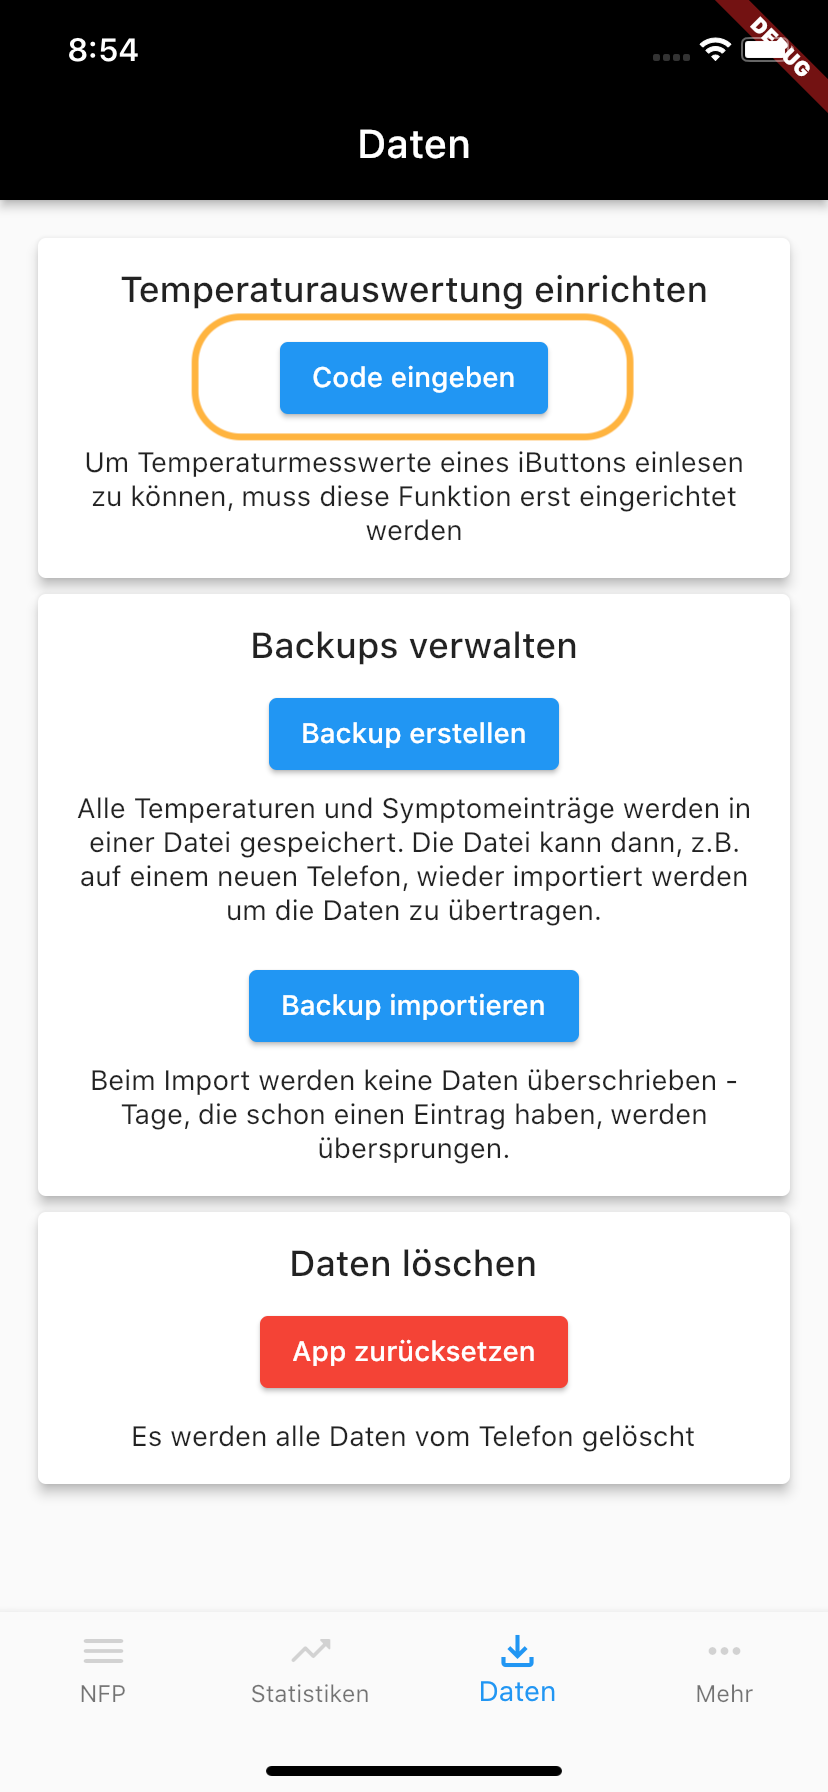 8:54
DEBUG
Daten
Temperaturauswertung einrichten
Code eingeben
Um Temperaturmesswerte eines iButtons einlesen
zu können, muss diese Funktion erst eingerichtet
werden
Backups verwalten
Backup erstellen
Alle Temperaturen und Symptomeinträge werden in
einer Datei gespeichert. Die Datei kann dann, z.B.
auf einem neuen Telefon, wieder importiert werden
um die Daten zu übertragen.
Backup importieren
Beim Import werden keine Daten überschrieben -
Tage, die schon einen Eintrag haben, werden
übersprungen.
Daten löschen
App zurücksetzen
Es werden alle Daten vom Telefon gelöscht
NFP
Statistiken
Daten
Mehr